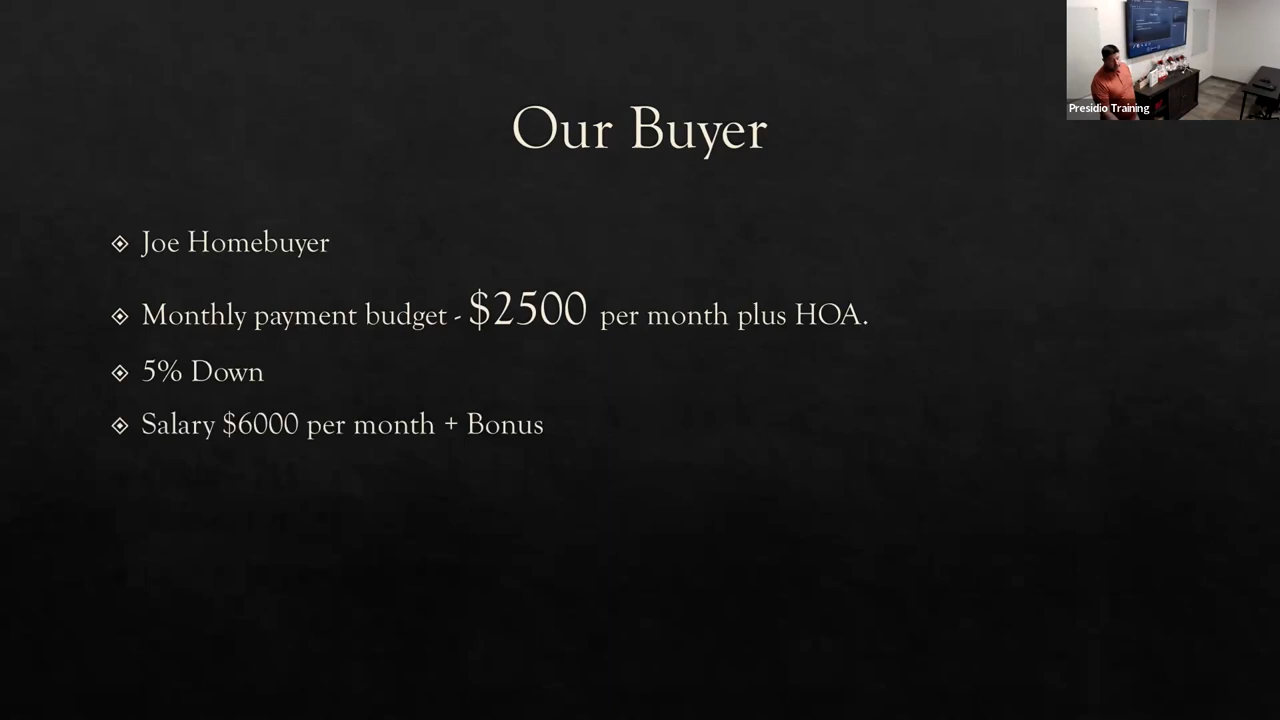 Our Buyer
Joe Homebuyer
Monthly payment budget - $2500 per month plus HOA.
5% Down
Salary $6000 per month + Bonus
Presidio Training